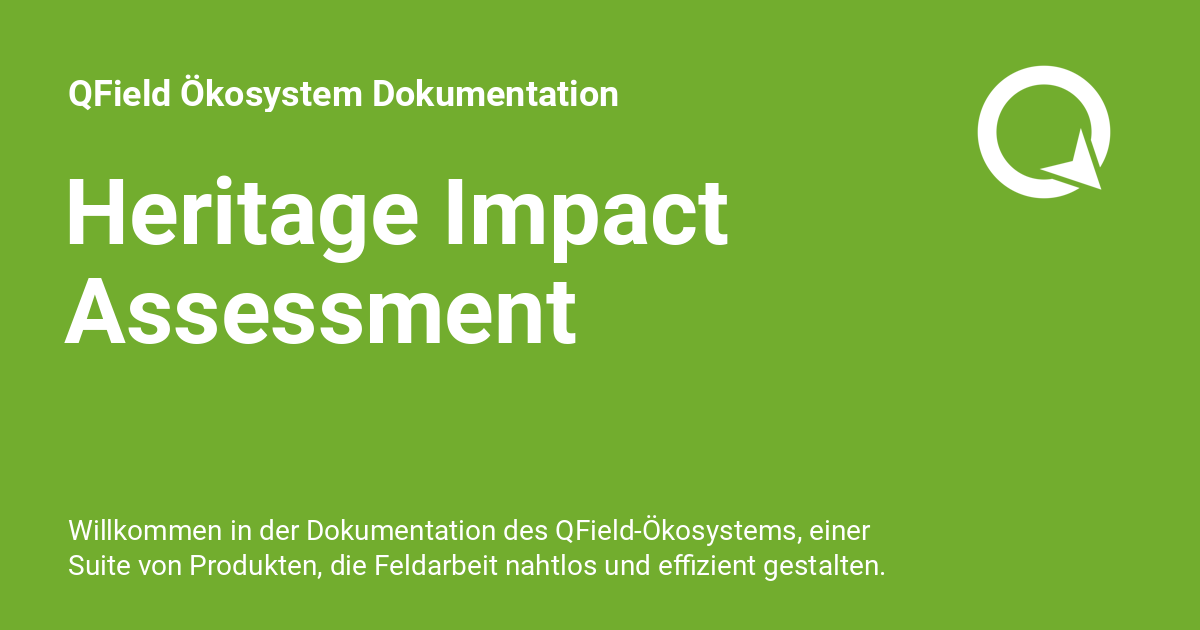 QField Ökosystem Dokumentation
Heritage Impact
Assessment
Willkommen in der Dokumentation des QField-Ökosystems, einer
Suite von Produkten, die Feldarbeit nahtlos und effizient gestalten.